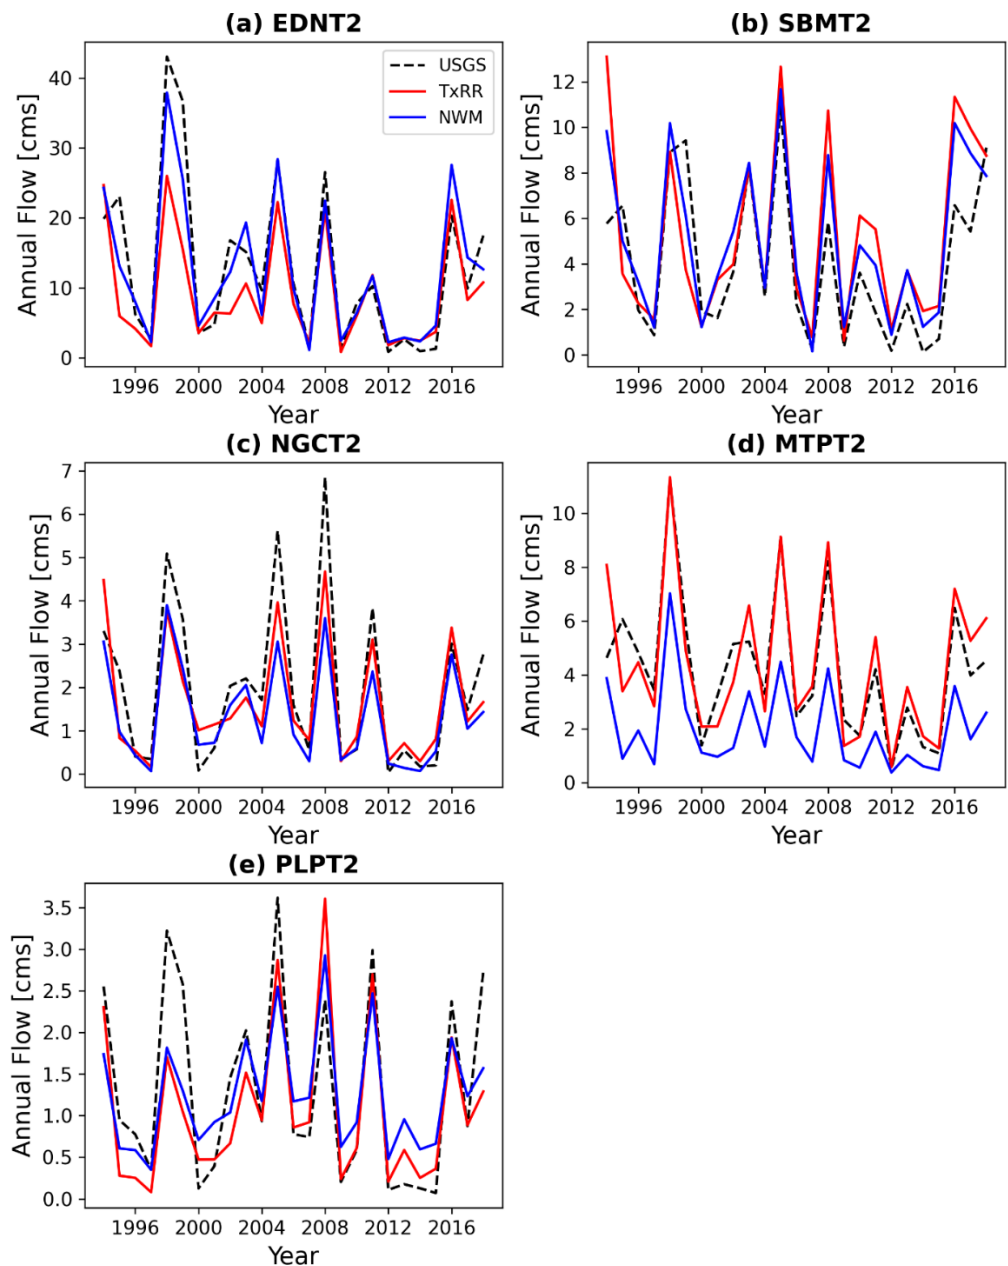 (a) EDNT2
Annual Flow [cms]
40
30
20
10
0
USGS
TxRR
NWM
1996 2000 2004 2008 2012 2016
Year
(b) SBMT2
Annual Flow [cms]
12
10
8
6
4
2
0
1996 2000 2004 2008 2012 2016
Year
(c) NGCT2
Annual Flow [cms]
7
6
5
4
3
2
1
0
1996 2000 2004 2008 2012 2016
Year
(d) MTPT2
Annual Flow [cms]
10
8
6
4
2
0
1996 2000 2004 2008 2012 2016
Year
(e) PLPT2
Annual Flow [cms]
3.5
3.0
2.5
2.0
1.5
1.0
0.5
0.0
1996 2000 2004 2008 2012 2016
Year